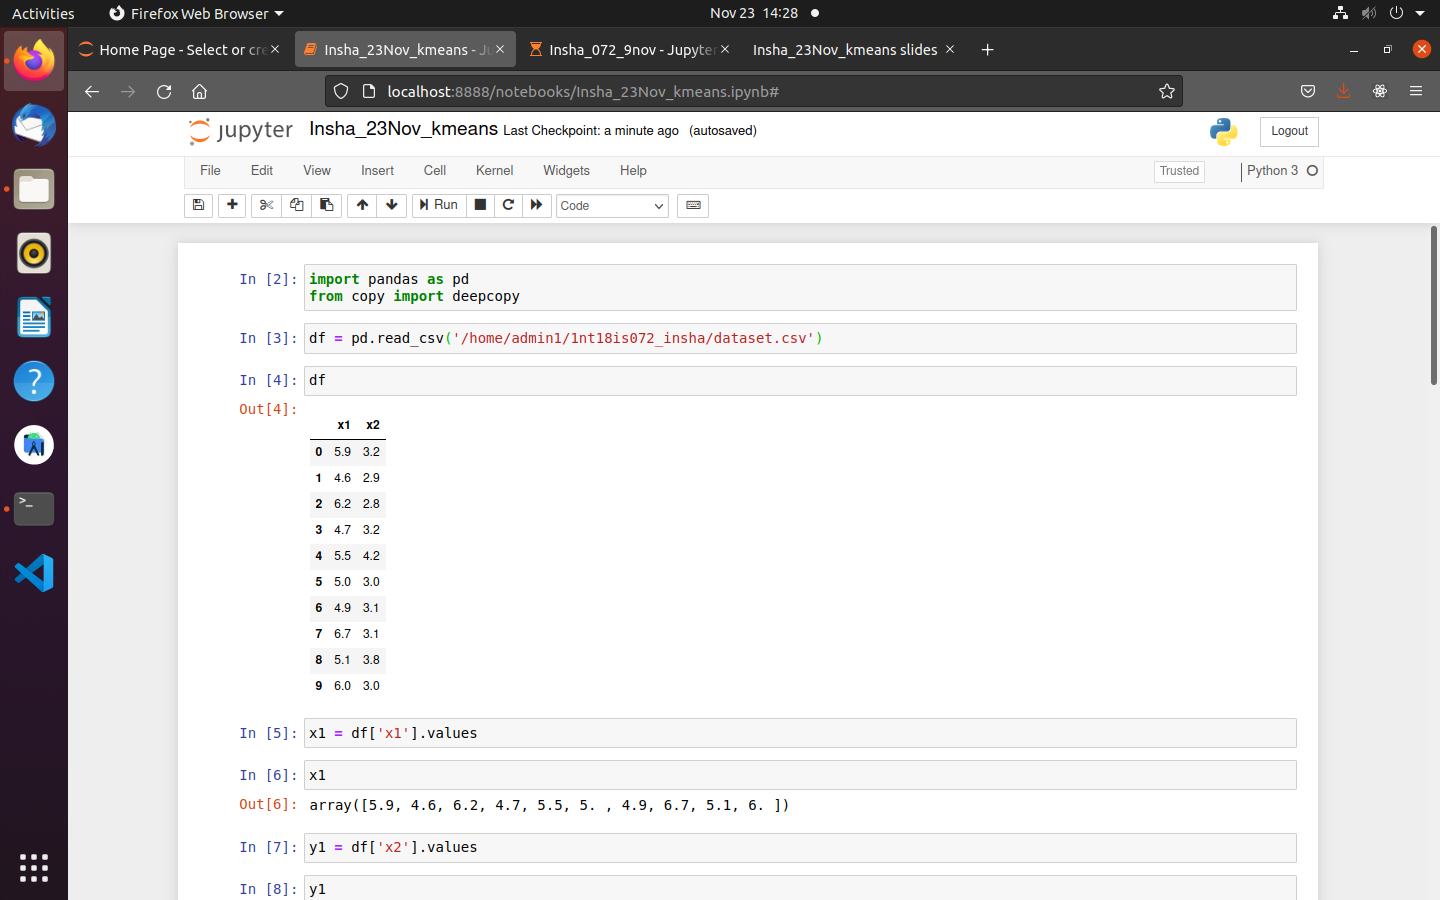 Activities
Firefox Web Browser
Nov 23 14:28
Home Page - Select or cre
Insha_23Nov_kmeans - Ju
Insha_072_9nov - Jupyter
Insha_23Nov_kmeans slides
localhost:8888/notebooks/Insha_23Nov_kmeans.ipynb#
jupyter
Insha_23Nov_kmeans Last Checkpoint: a minute ago (autosaved)
Logout
File Edit View Insert Cell Kernel Widgets Help
Trusted
Python 3
Run
Code
In [2]: import pandas as pd
from copy import deepcopy
In [3]: df = pd.read_csv('/home/admin1/1nt18is072_insha/dataset.csv')
In [4]: df
Out[4]:
x1 x2
0 5.9 3.2
1 4.6 2.9
2 6.2 2.8
3 4.7 3.2
4 5.5 4.2
5 5.0 3.0
6 4.9 3.1
7 6.7 3.1
8 5.1 3.8
9 6.0 3.0
In [5]: x1 = df['x1'].values
In [6]: x1
Out[6]: array([5.9, 4.6, 6.2, 4.7, 5.5, 5. , 4.9, 6.7, 5.1, 6. ])
In [7]: y1 = df['x2'].values
In [8]: y1